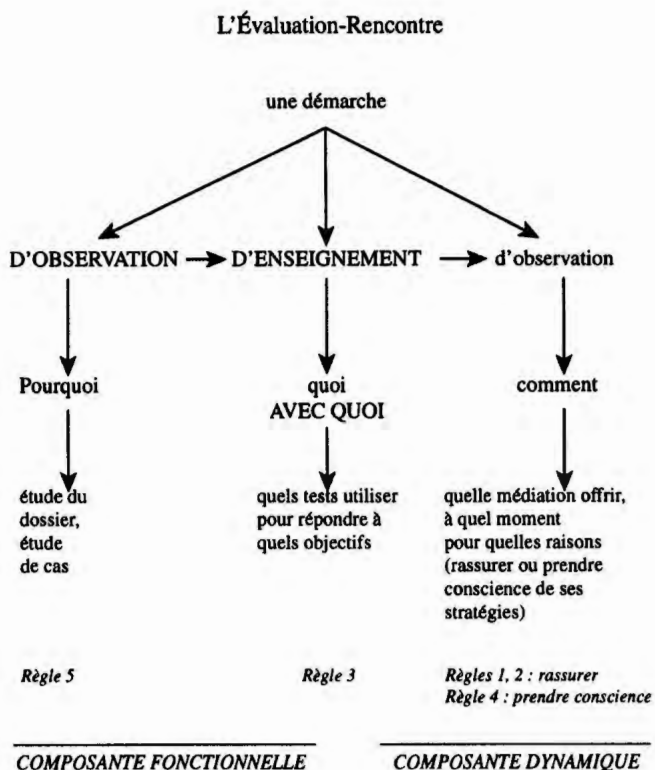 L'Évaluation-Rencontre
une démarche
D'OBSERVATION D'ENSEIGNEMENT d'observation
Pourquoi quoi comment
AVEC QUOI
étude du
dossier,
étude
de cas
quels tests utiliser
pour répondre à
quels objectifs
quelle médiation offrir,
à quel moment
pour quelles raisons
(rassurer ou prendre
conscience de ses
stratégies)
Règle 5
Règle 3
Règles 1, 2 : rassurer
Règle 4 : prendre conscience
COMPOSANTE FONCTIONNELLE
COMPOSANTE DYNAMIQUE